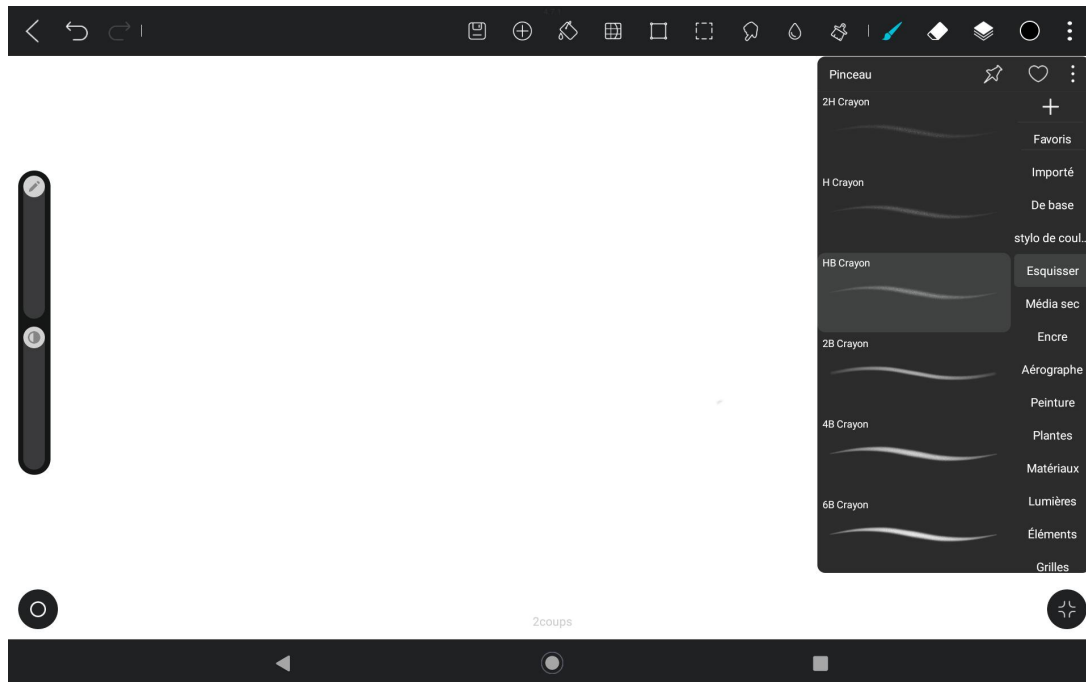 Pinceau
2H Crayon
H Crayon
HB Crayon
2B Crayon
4B Crayon
6B Crayon
Favoris
Importé
De base
stylo de coul..
Esquisser
Média sec
Encre
Aérographe
Peinture
Plantes
Matériaux
Lumières
Éléments
Grilles
2coups